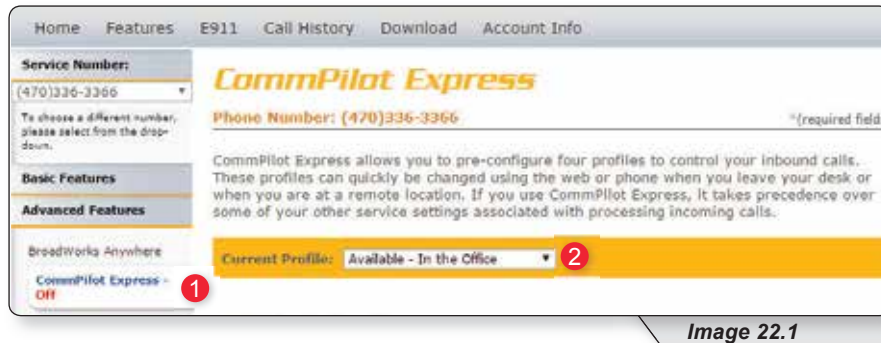 Home Features E911 Call History Download Account Info
Service Number:
(470)336-3366
To choose a different number,
please select from the drop-
down.
Basic Features
Advanced Features
BroadWorks Anywhere
CommPilot Express -
Off
1
CommPilot Express
Phone Number: (470)336-3366
*(required field
CommPilot Express allows you to pre-configure four profiles to control your inbound calls.
These profiles can quickly be changed using the web or phone when you leave your desk or
when you are at a remote location. If you use CommPilot Express, it takes precedence over
some of your other service settings associated with processing incoming calls.
Current Profile: Available - In the Office 2
Image 22.1